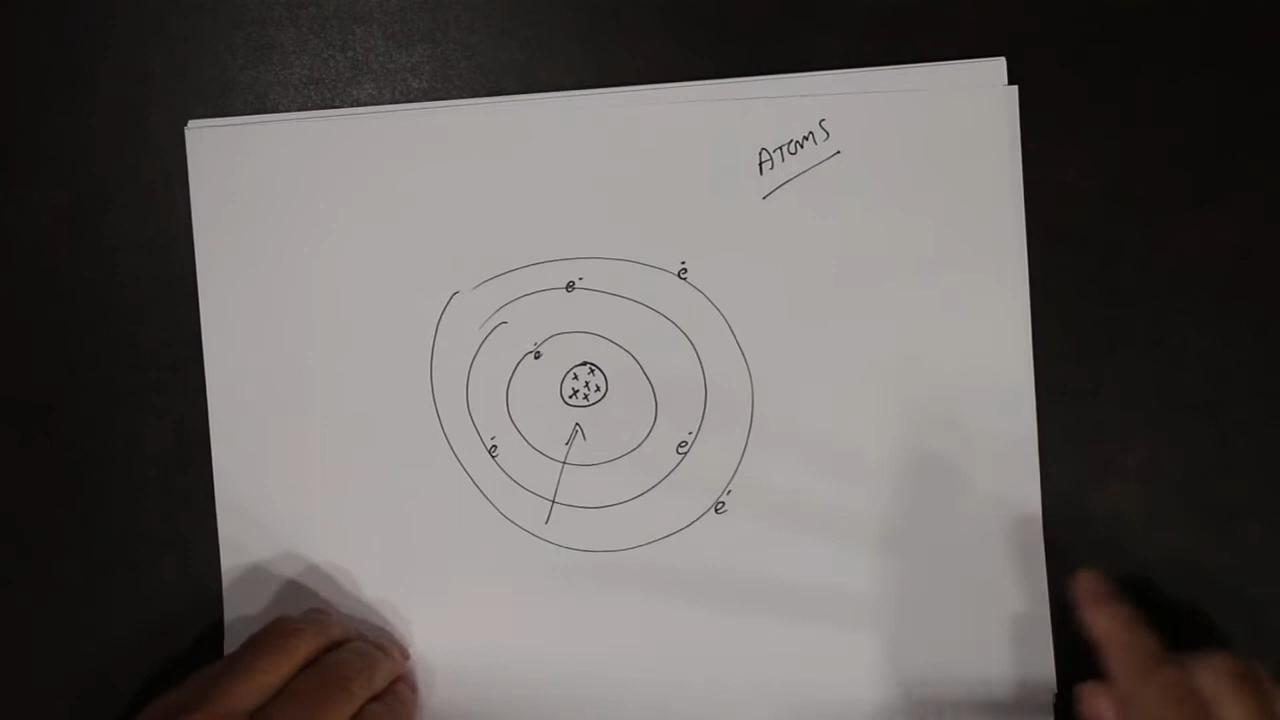 ATOMS
e-
e-
e-
+ + + + + +
e-
e-
e-